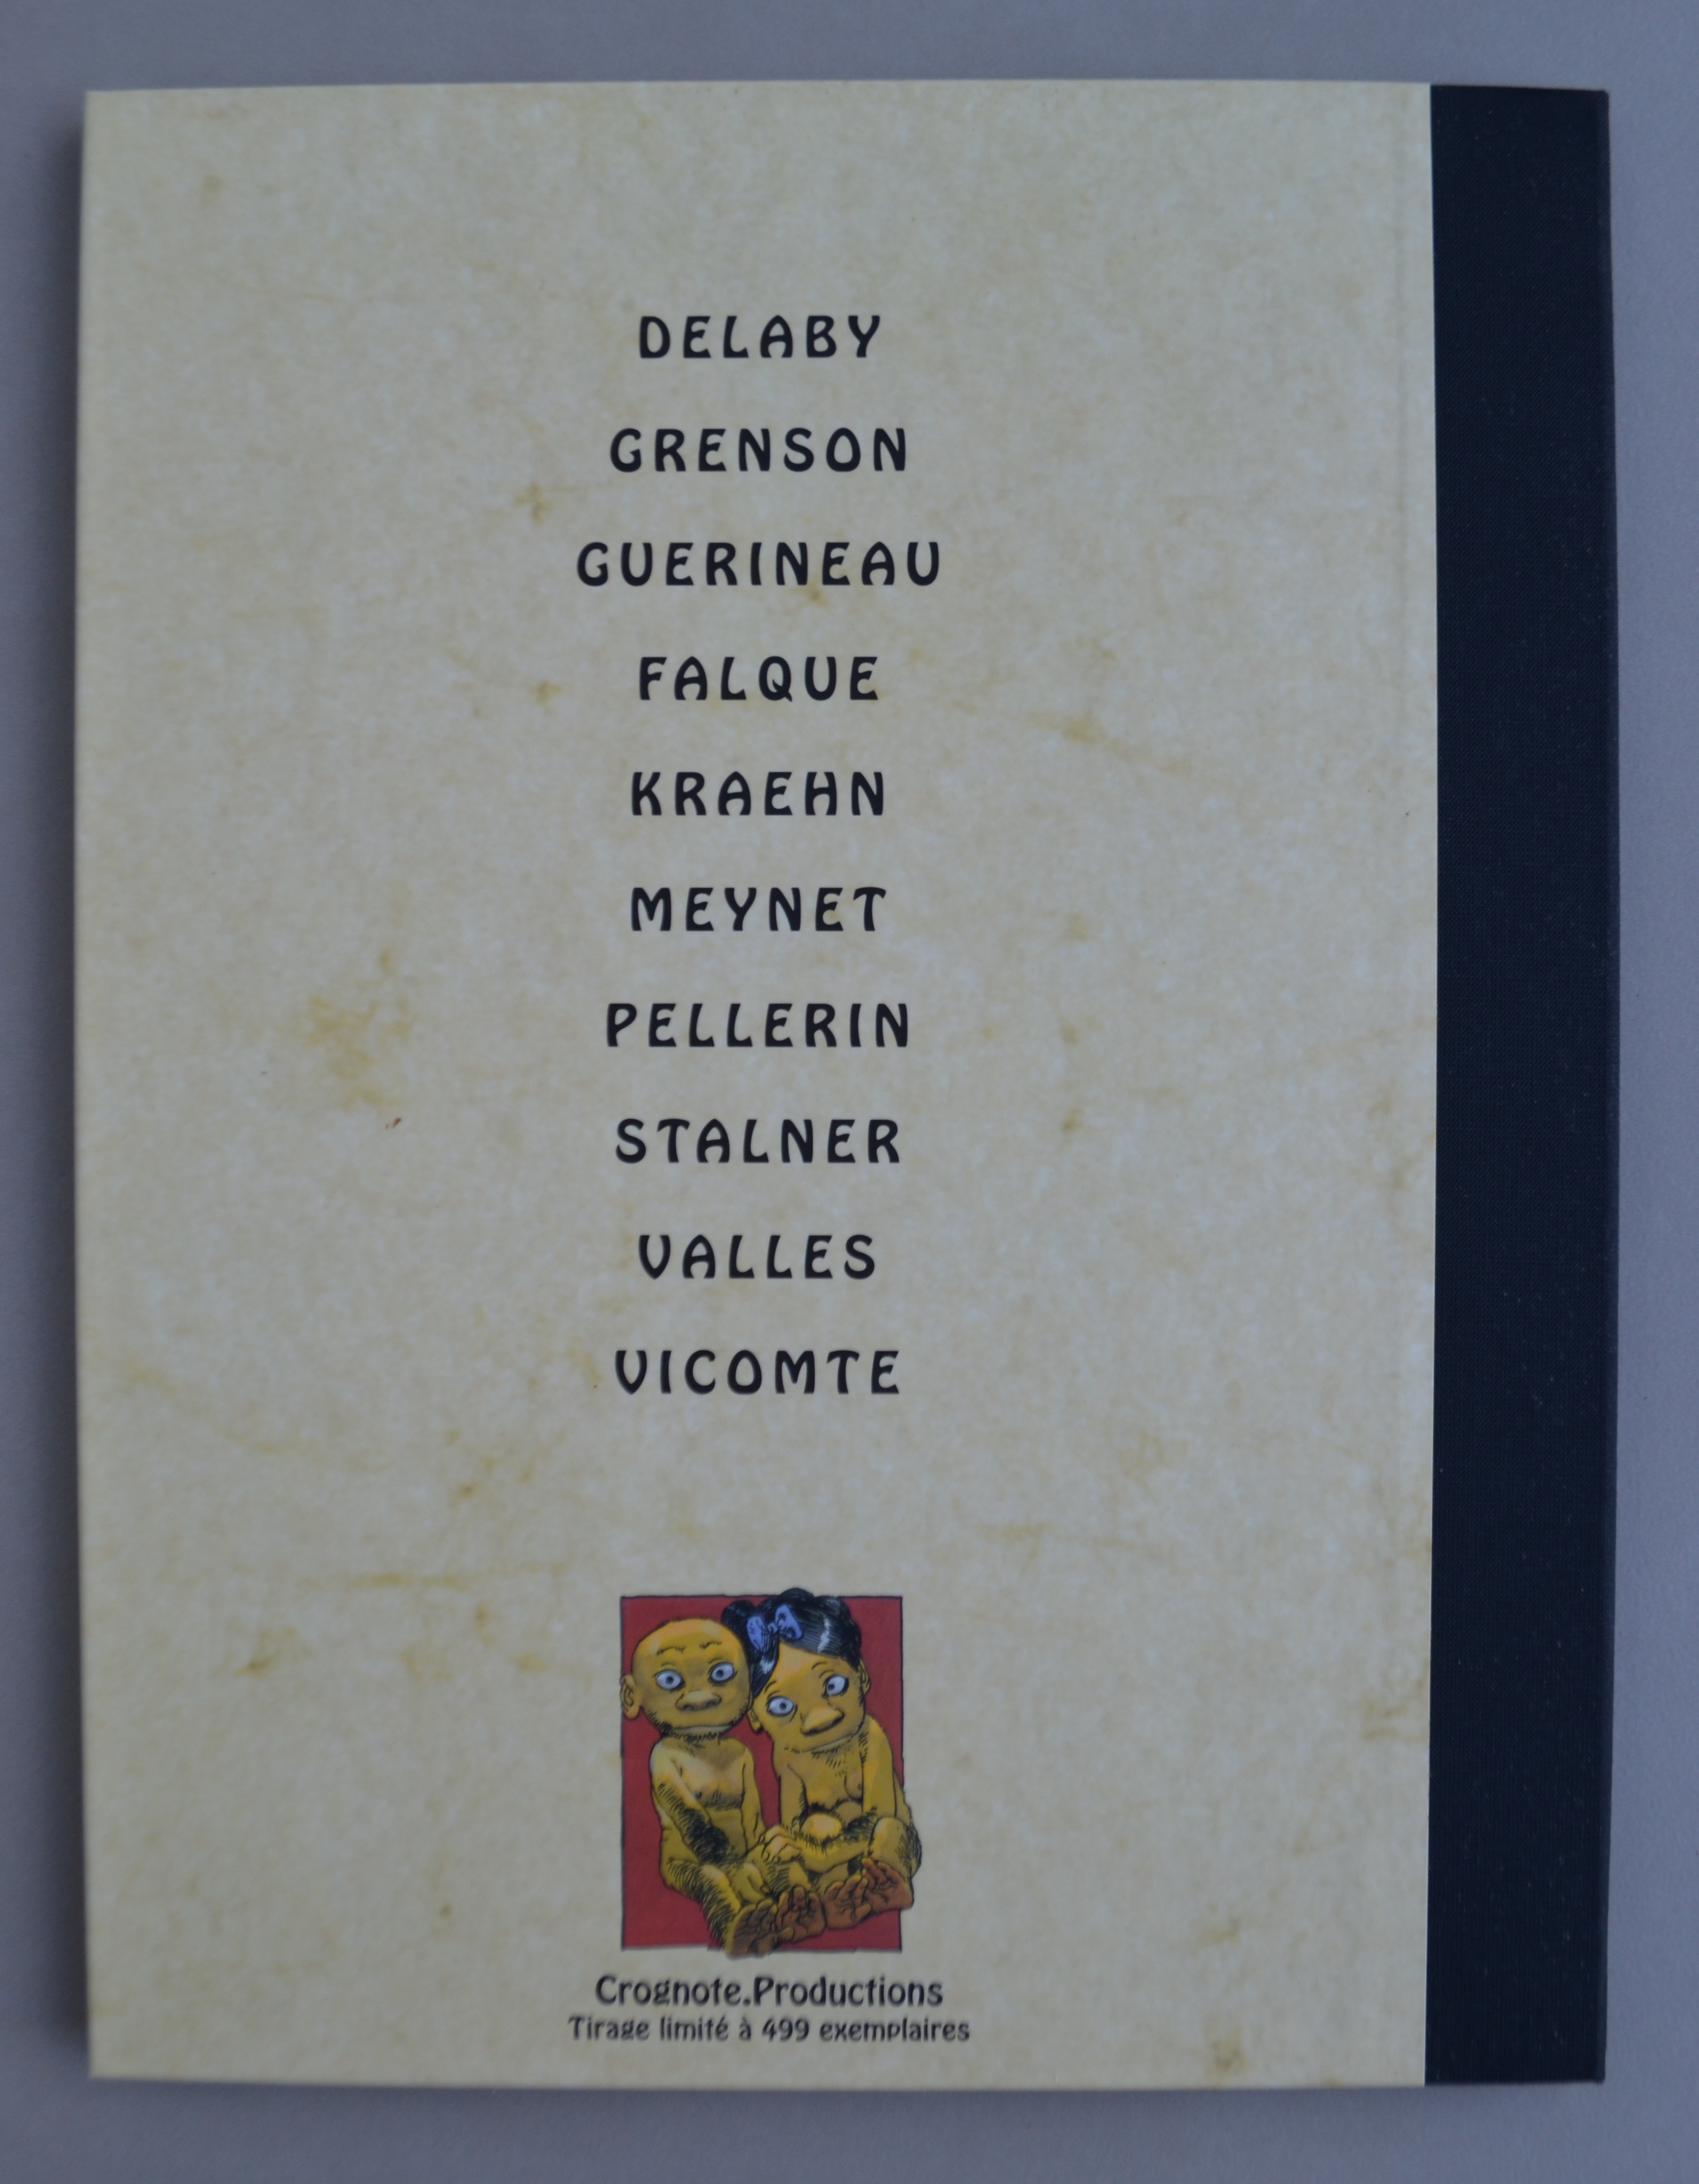 DELABY
GRENSON
GUERINEAU
FALQUE
KRAEHN
MEYNET
PELLERIN
STALNER
VALLES
VICOMTE
Crognote.Productions
Tirage limité à 499 exemplaires